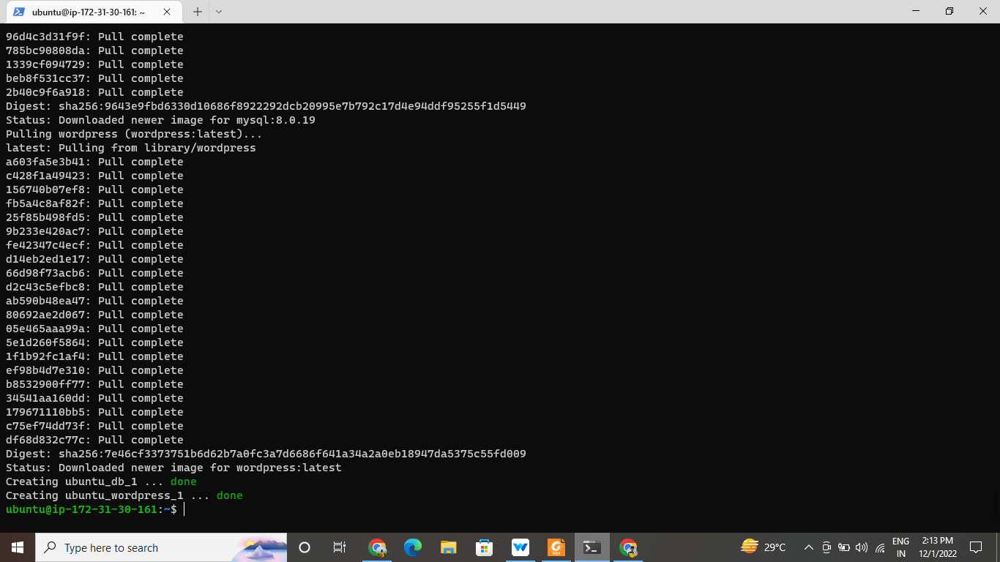 ubuntu@ip-172-31-30-161: ~
96d4c3d31f9f: Pull complete
785bc90808da: Pull complete
1339cf094729: Pull complete
beb8f531cc37: Pull complete
2b40c9f6a918: Pull complete
Digest: sha256:9643e9fbd6330d10686f8922292dcb20995e7b792c17d4e94ddf95255f1d5449
Status: Downloaded newer image for mysql:8.0.19
Pulling wordpress (wordpress:latest)...
latest: Pulling from library/wordpress
a603fa5e3b41: Pull complete
c428f1a49423: Pull complete
156740b07ef8: Pull complete
fb5a4c8af82f: Pull complete
25f85b498fd5: Pull complete
9b233e420ac7: Pull complete
fe42347c4ecf: Pull complete
d14eb2ed1e17: Pull complete
66d98f73acb6: Pull complete
d2c43c5efbc8: Pull complete
ab590b48ea47: Pull complete
80692ae2d067: Pull complete
05e465aaa99a: Pull complete
5e1d260f5864: Pull complete
1f1b92fc1af4: Pull complete
ef98b4d7e310: Pull complete
b8532900ff77: Pull complete
34541aa160dd: Pull complete
179671110bb5: Pull complete
c75ef74dd73f: Pull complete
df68d832c77c: Pull complete
Digest: sha256:7e46cf3373751b6d62b7a0fc3a7d6686f641a34a2a0eb18947da5375c55fd009
Status: Downloaded newer image for wordpress:latest
Creating ubuntu_db_1 ... done
Creating ubuntu_wordpress_1 ... done
ubuntu@ip-172-31-30-161:~$
Type here to search
PDF
29°C
ENG
IN
2:13 PM
12/1/2022